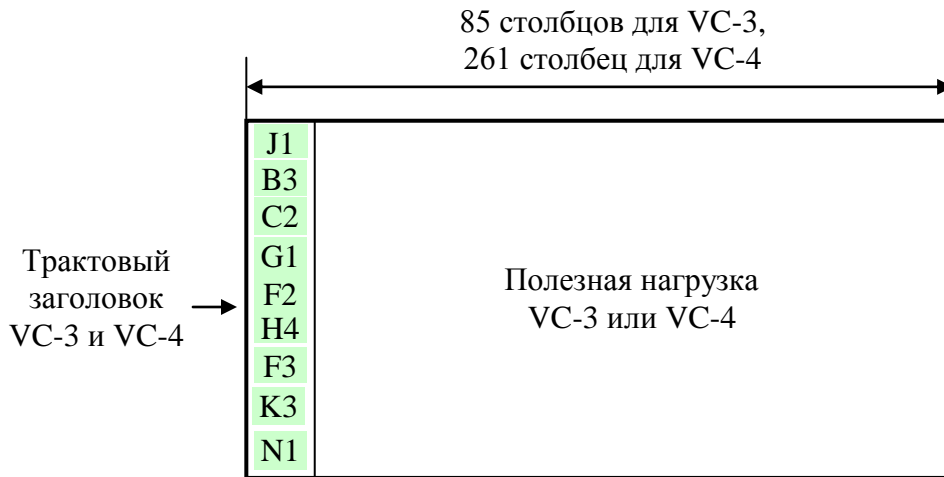 85 столбцов для VC-3,
261 столбец для VC-4
J1
B3
C2
G1
F2
H4
F3
K3
N1
Трактовый
заголовок
VC-3 и VC-4
Полезная нагрузка
VC-3 или VC-4